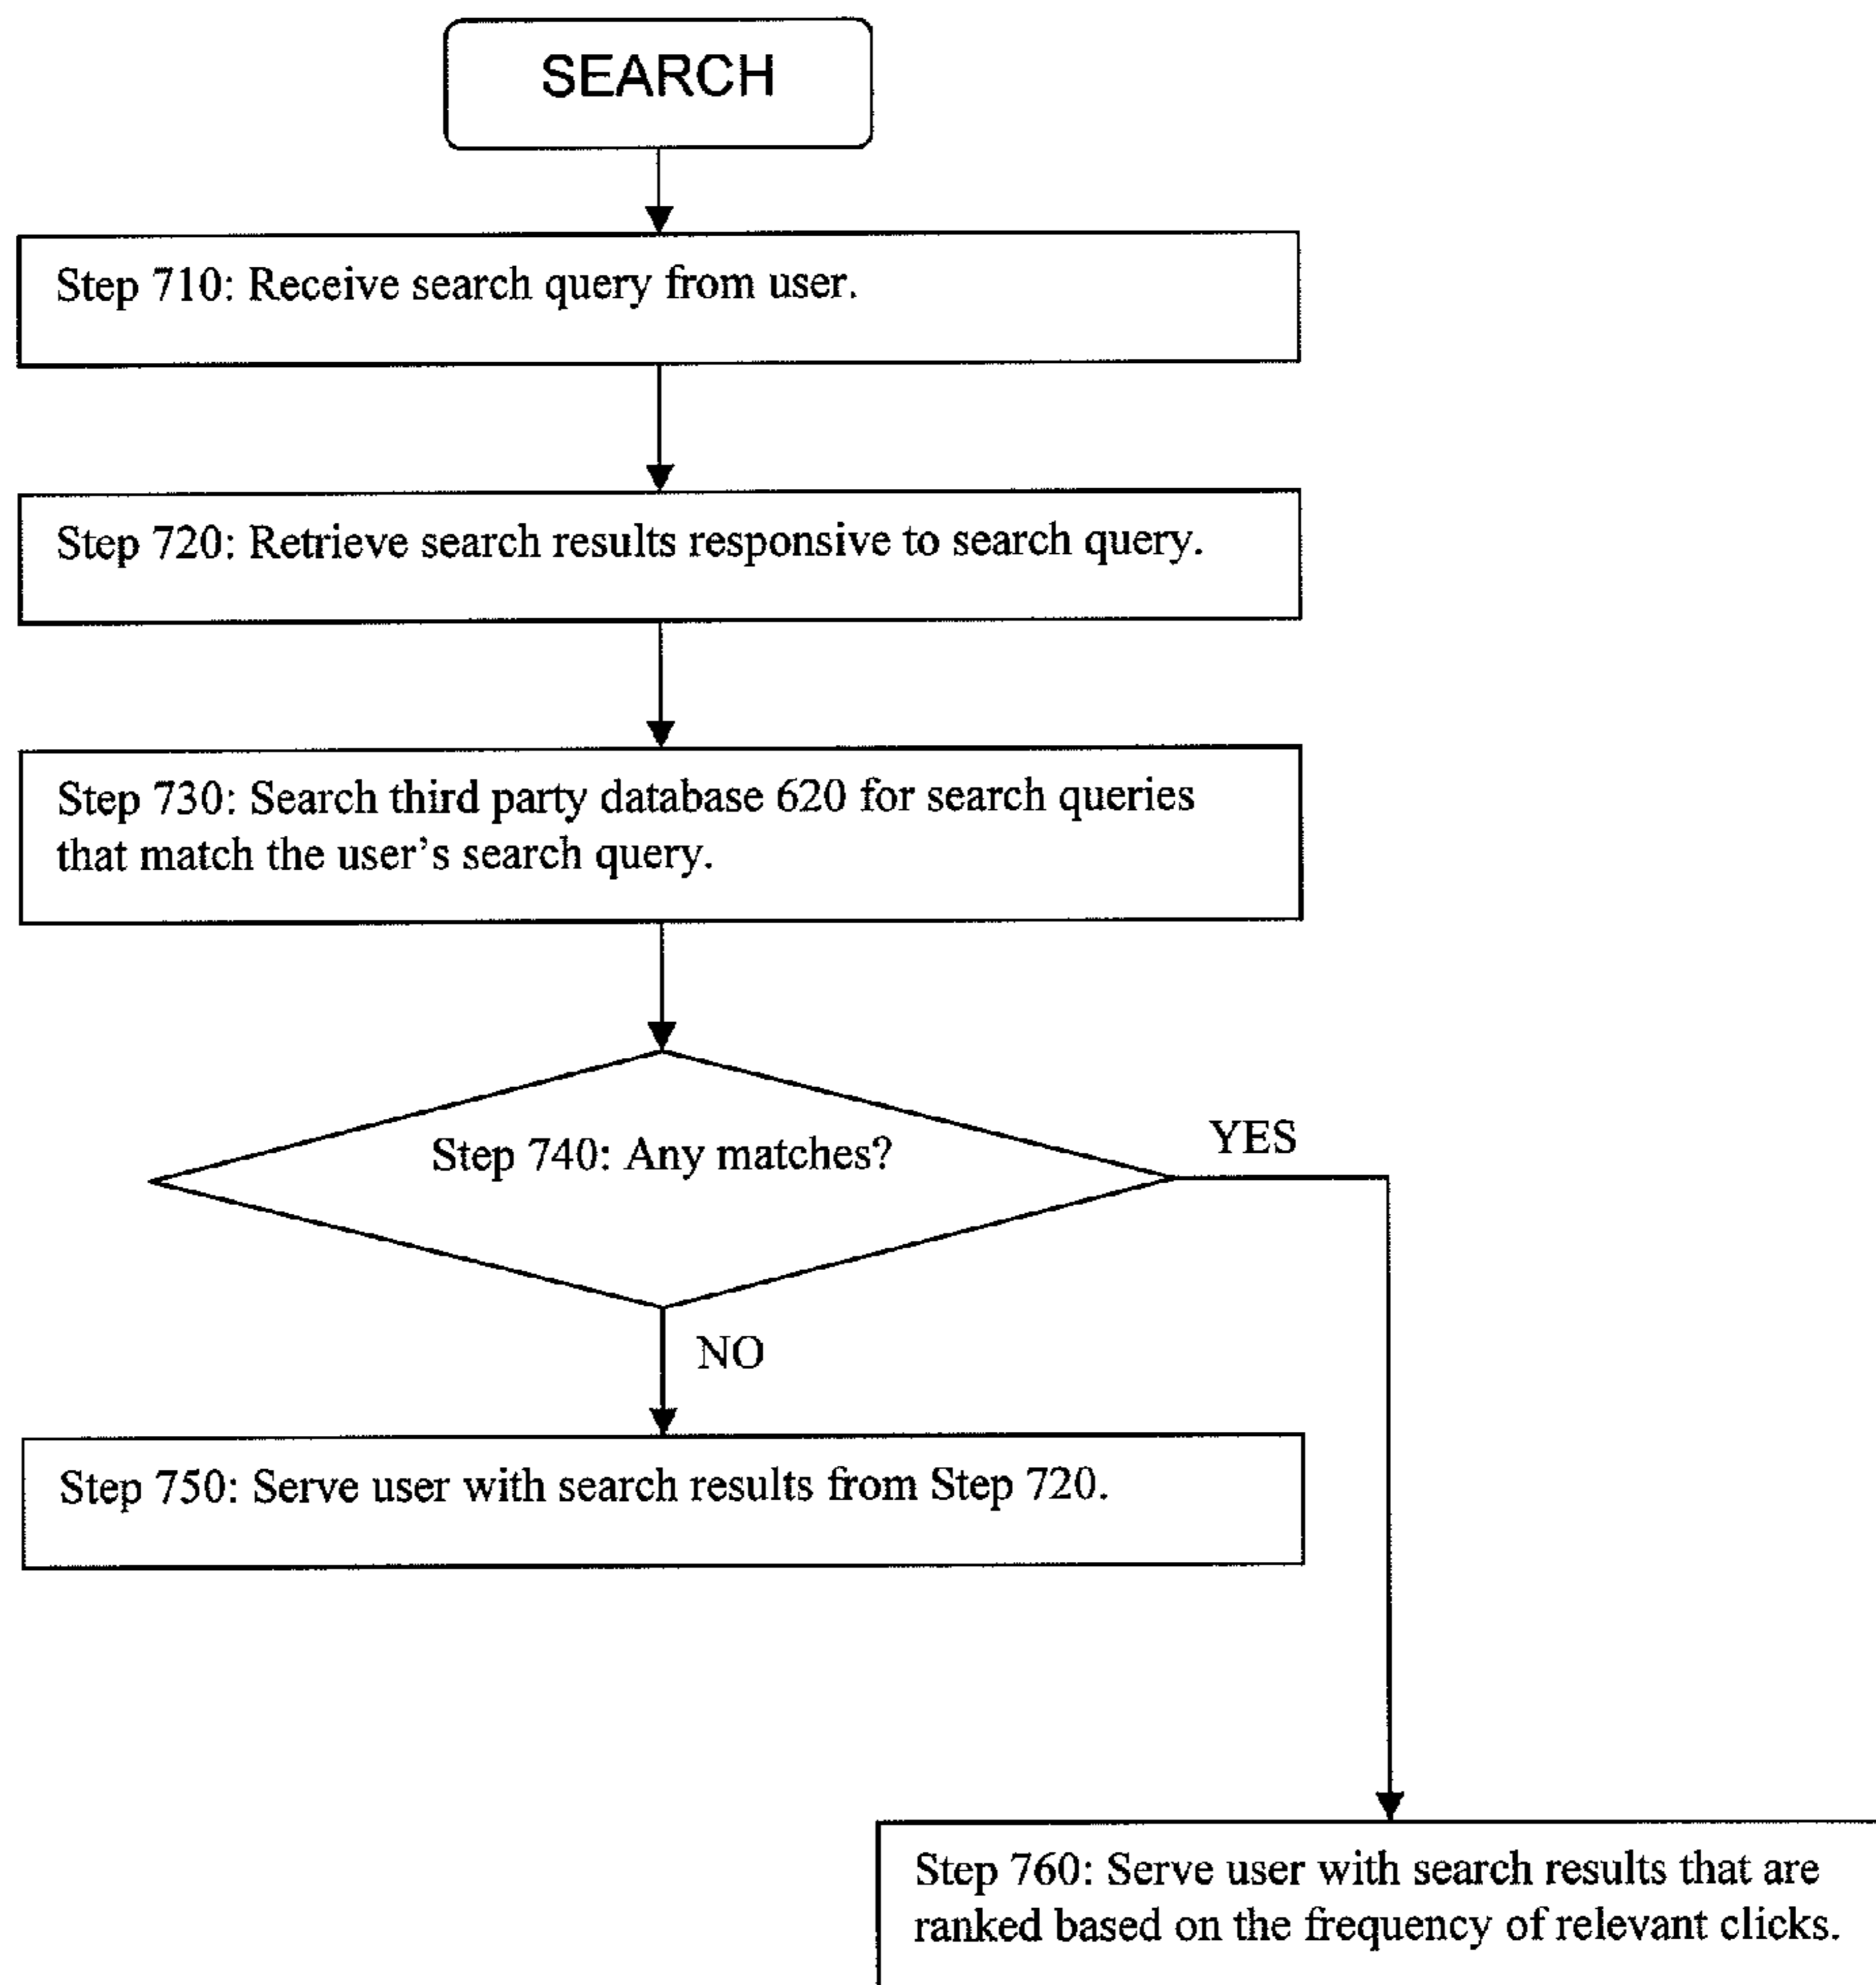 SEARCH
Step 710: Receive search query from user.
Step 720: Retrieve search results responsive to search query.
Step 730: Search third party database 620 for search queries
that match the user’s search query.
Step 740: Any matches?
YES
NO
Step 750: Serve user with search results from Step 720.
Step 760: Serve user with search results that are
ranked based on the frequency of relevant clicks.